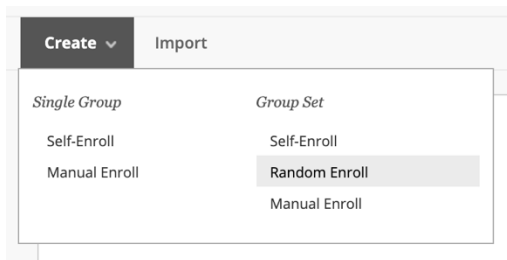 Create Import
Single Group
Self-Enroll
Manual Enroll
Group Set
Self-Enroll
Random Enroll
Manual Enroll